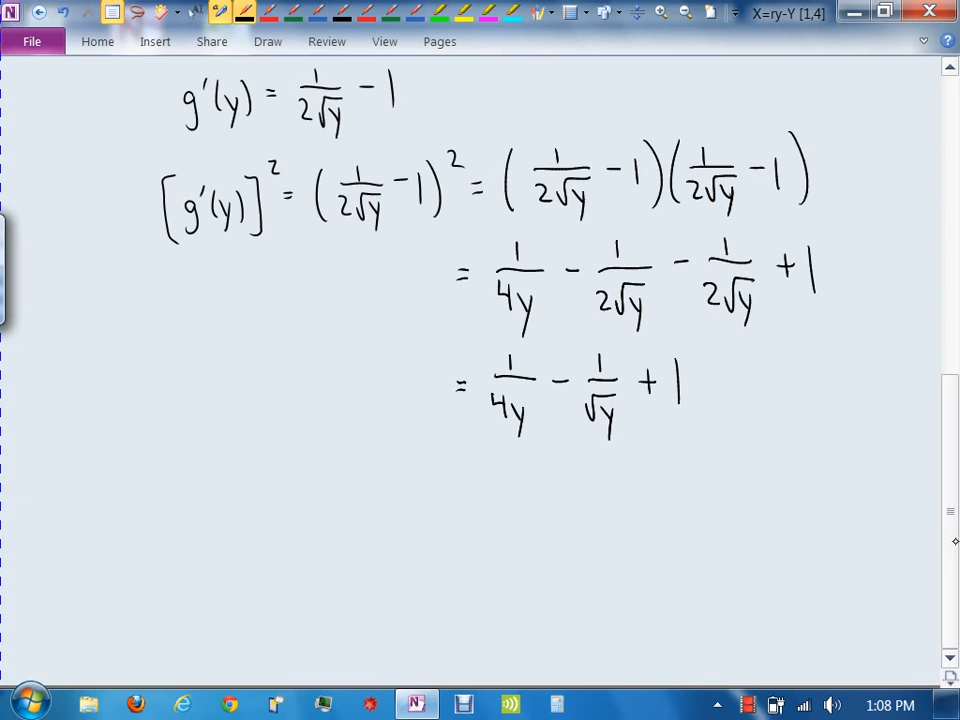 X=ry-Y [1,4]
File Home Insert Share Draw Review View Pages
g'(y) = 1/(2√y) - 1
[g'(y)]² = (1/(2√y) - 1)² = (1/(2√y) - 1)(1/(2√y) - 1)
= 1/(4y) - 1/(2√y) - 1/(2√y) + 1
= 1/(4y) - 1/√y + 1
1:08 PM